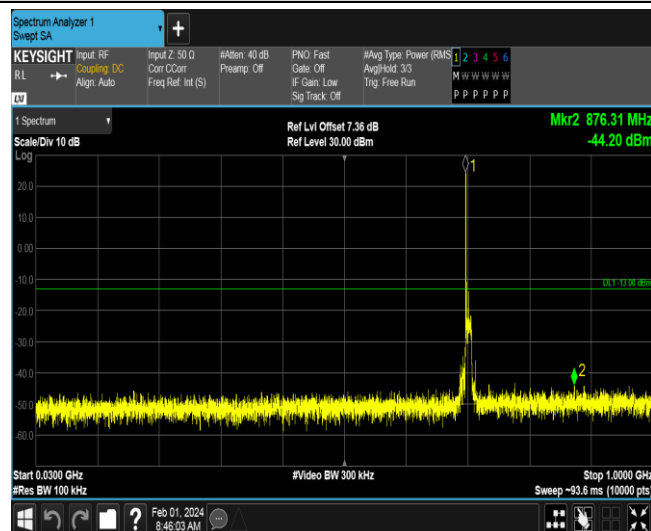 Spectrum Analyzer 1
Swept SA
+
KEYSIGHT
RL
LXI
Input: RF
Coupling: DC
Align: Auto
Input Z: 50 Ω
Corr CCorr
Freq Ref: Int (S)
#Atten: 40 dB
Preamp: Off
PNO: Fast
Gate: Off
IF Gain: Low
Sig Track: Off
#Avg Type: Power (RMS
Avg|Hold: 3/3
Trig: Free Run
1 2 3 4 5 6
M W W W W W
P P P P P P
1 Spectrum
Scale/Div 10 dB
Ref Lvl Offset 7.36 dB
Ref Level 30.00 dBm
Mkr2 876.31 MHz
-44.20 dBm
Log
1
20.0
10.0
0.00
-10.0
DL1 -13.00 dBm
-20.0
-30.0
-40.0
2
-50.0
-60.0
Start 0.0300 GHz
#Video BW 300 kHz
Stop 1.0000 GHz
#Res BW 100 kHz
Sweep ~93.6 ms (10000 pts)
?
Feb 01, 2024
8:46:03 AM